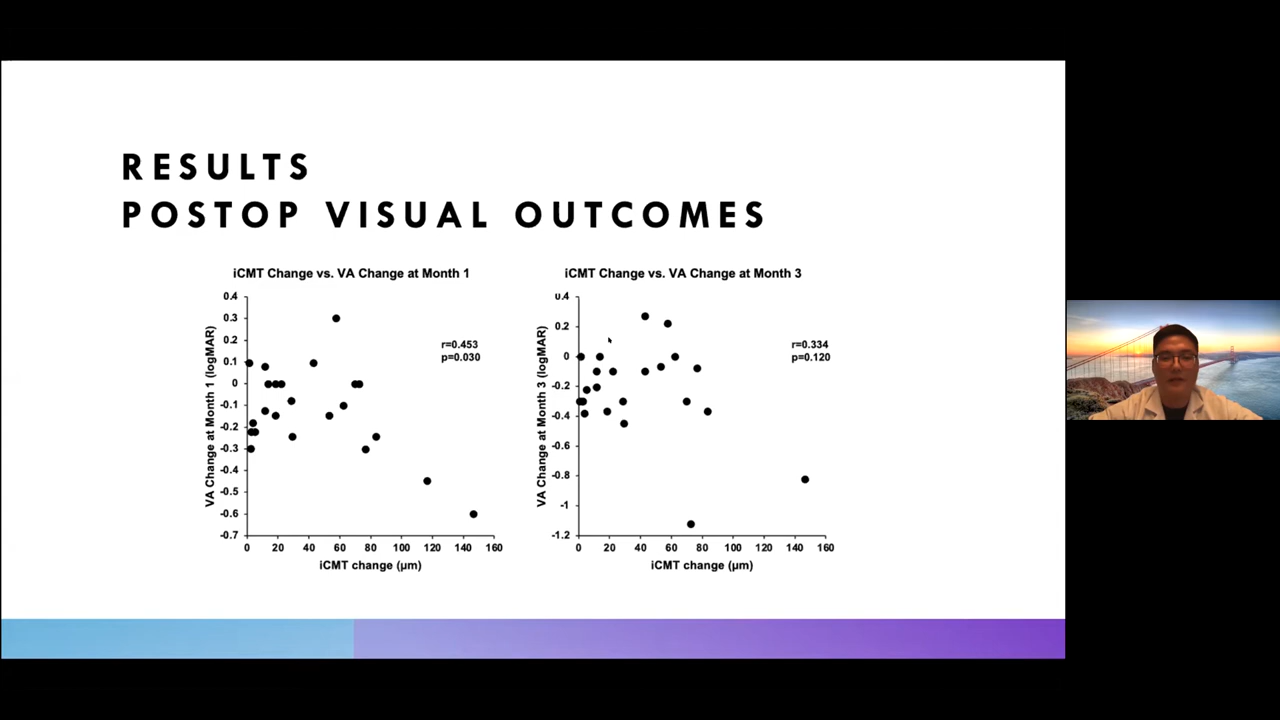 RESULTS
POSTOP VISUAL OUTCOMES
iCMT Change vs. VA Change at Month 1
VA Change at Month 1 (logMAR)
0.4
0.3
0.2
0.1
0
-0.1
-0.2
-0.3
-0.4
-0.5
-0.6
-0.7
r=0.453
p=0.030
0 20 40 60 80 100 120 140 160
iCMT change (µm)
iCMT Change vs. VA Change at Month 3
VA Change at Month 3 (logMAR)
0.4
0.2
0
-0.2
-0.4
-0.6
-0.8
-1
-1.2
r=0.334
p=0.120
0 20 40 60 80 100 120 140 160
iCMT change (µm)